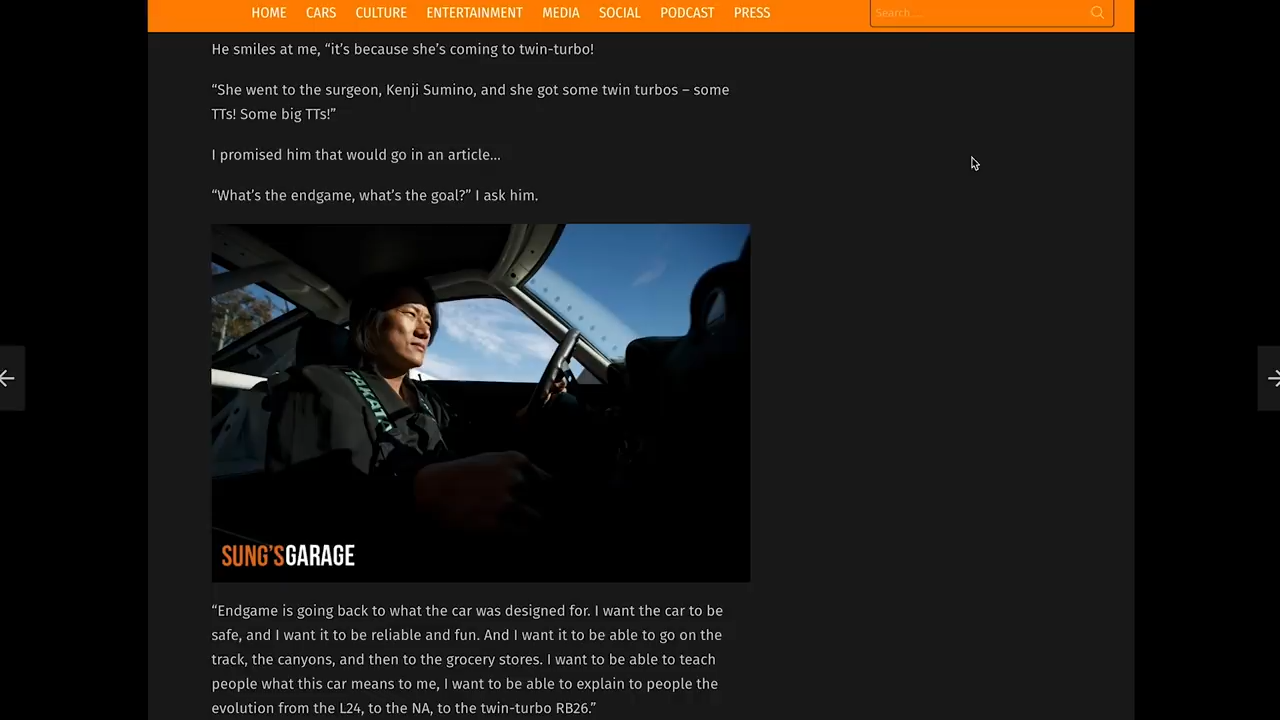 HOME CARS CULTURE ENTERTAINMENT MEDIA SOCIAL PODCAST PRESS Search …
He smiles at me, “it’s because she’s coming to twin-turbo!
“She went to the surgeon, Kenji Sumino, and she got some twin turbos – some
TTs! Some big TTs!”
I promised him that would go in an article…
“What’s the endgame, what’s the goal?” I ask him.
TAKATA
SUNG’SGARAGE
“Endgame is going back to what the car was designed for. I want the car to be
safe, and I want it to be reliable and fun. And I want it to be able to go on the
track, the canyons, and then to the grocery stores. I want to be able to teach
people what this car means to me, I want to be able to explain to people the
evolution from the L24, to the NA, to the twin-turbo RB26.”